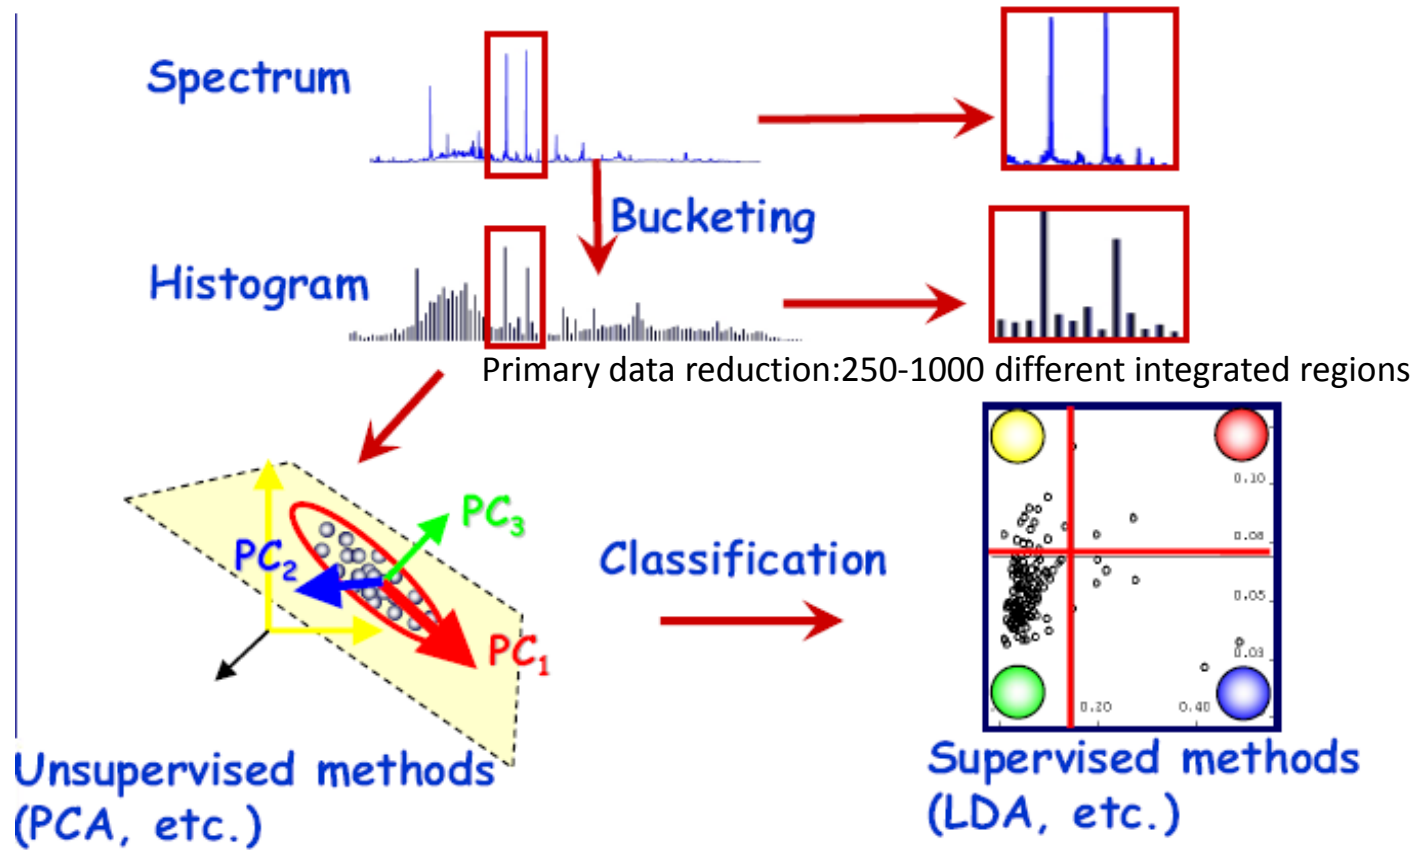 Spectrum
Bucketing
Histogram
Primary data reduction:250-1000 different integrated regions
PC3
PC2
PC1
Classification
0.10
0.08
0.05
0.03
0.20
0.40
Unsupervised methods
(PCA, etc.)
Supervised methods
(LDA, etc.)